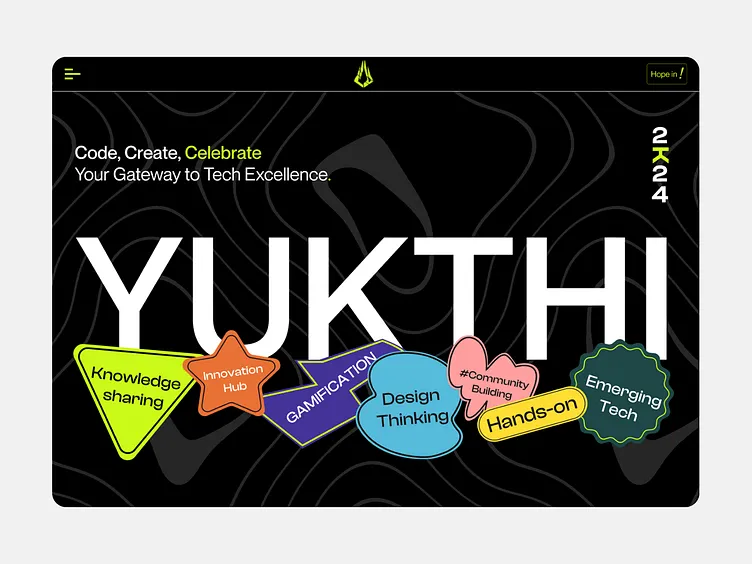 Hope in !
Code, Create, Celebrate
Your Gateway to Tech Excellence.
2K24
YUKTHI
Knowledge
sharing
Innovation
Hub
GAMIFICATION
Design
Thinking
#Community
Building
Hands-on
Emerging
Tech